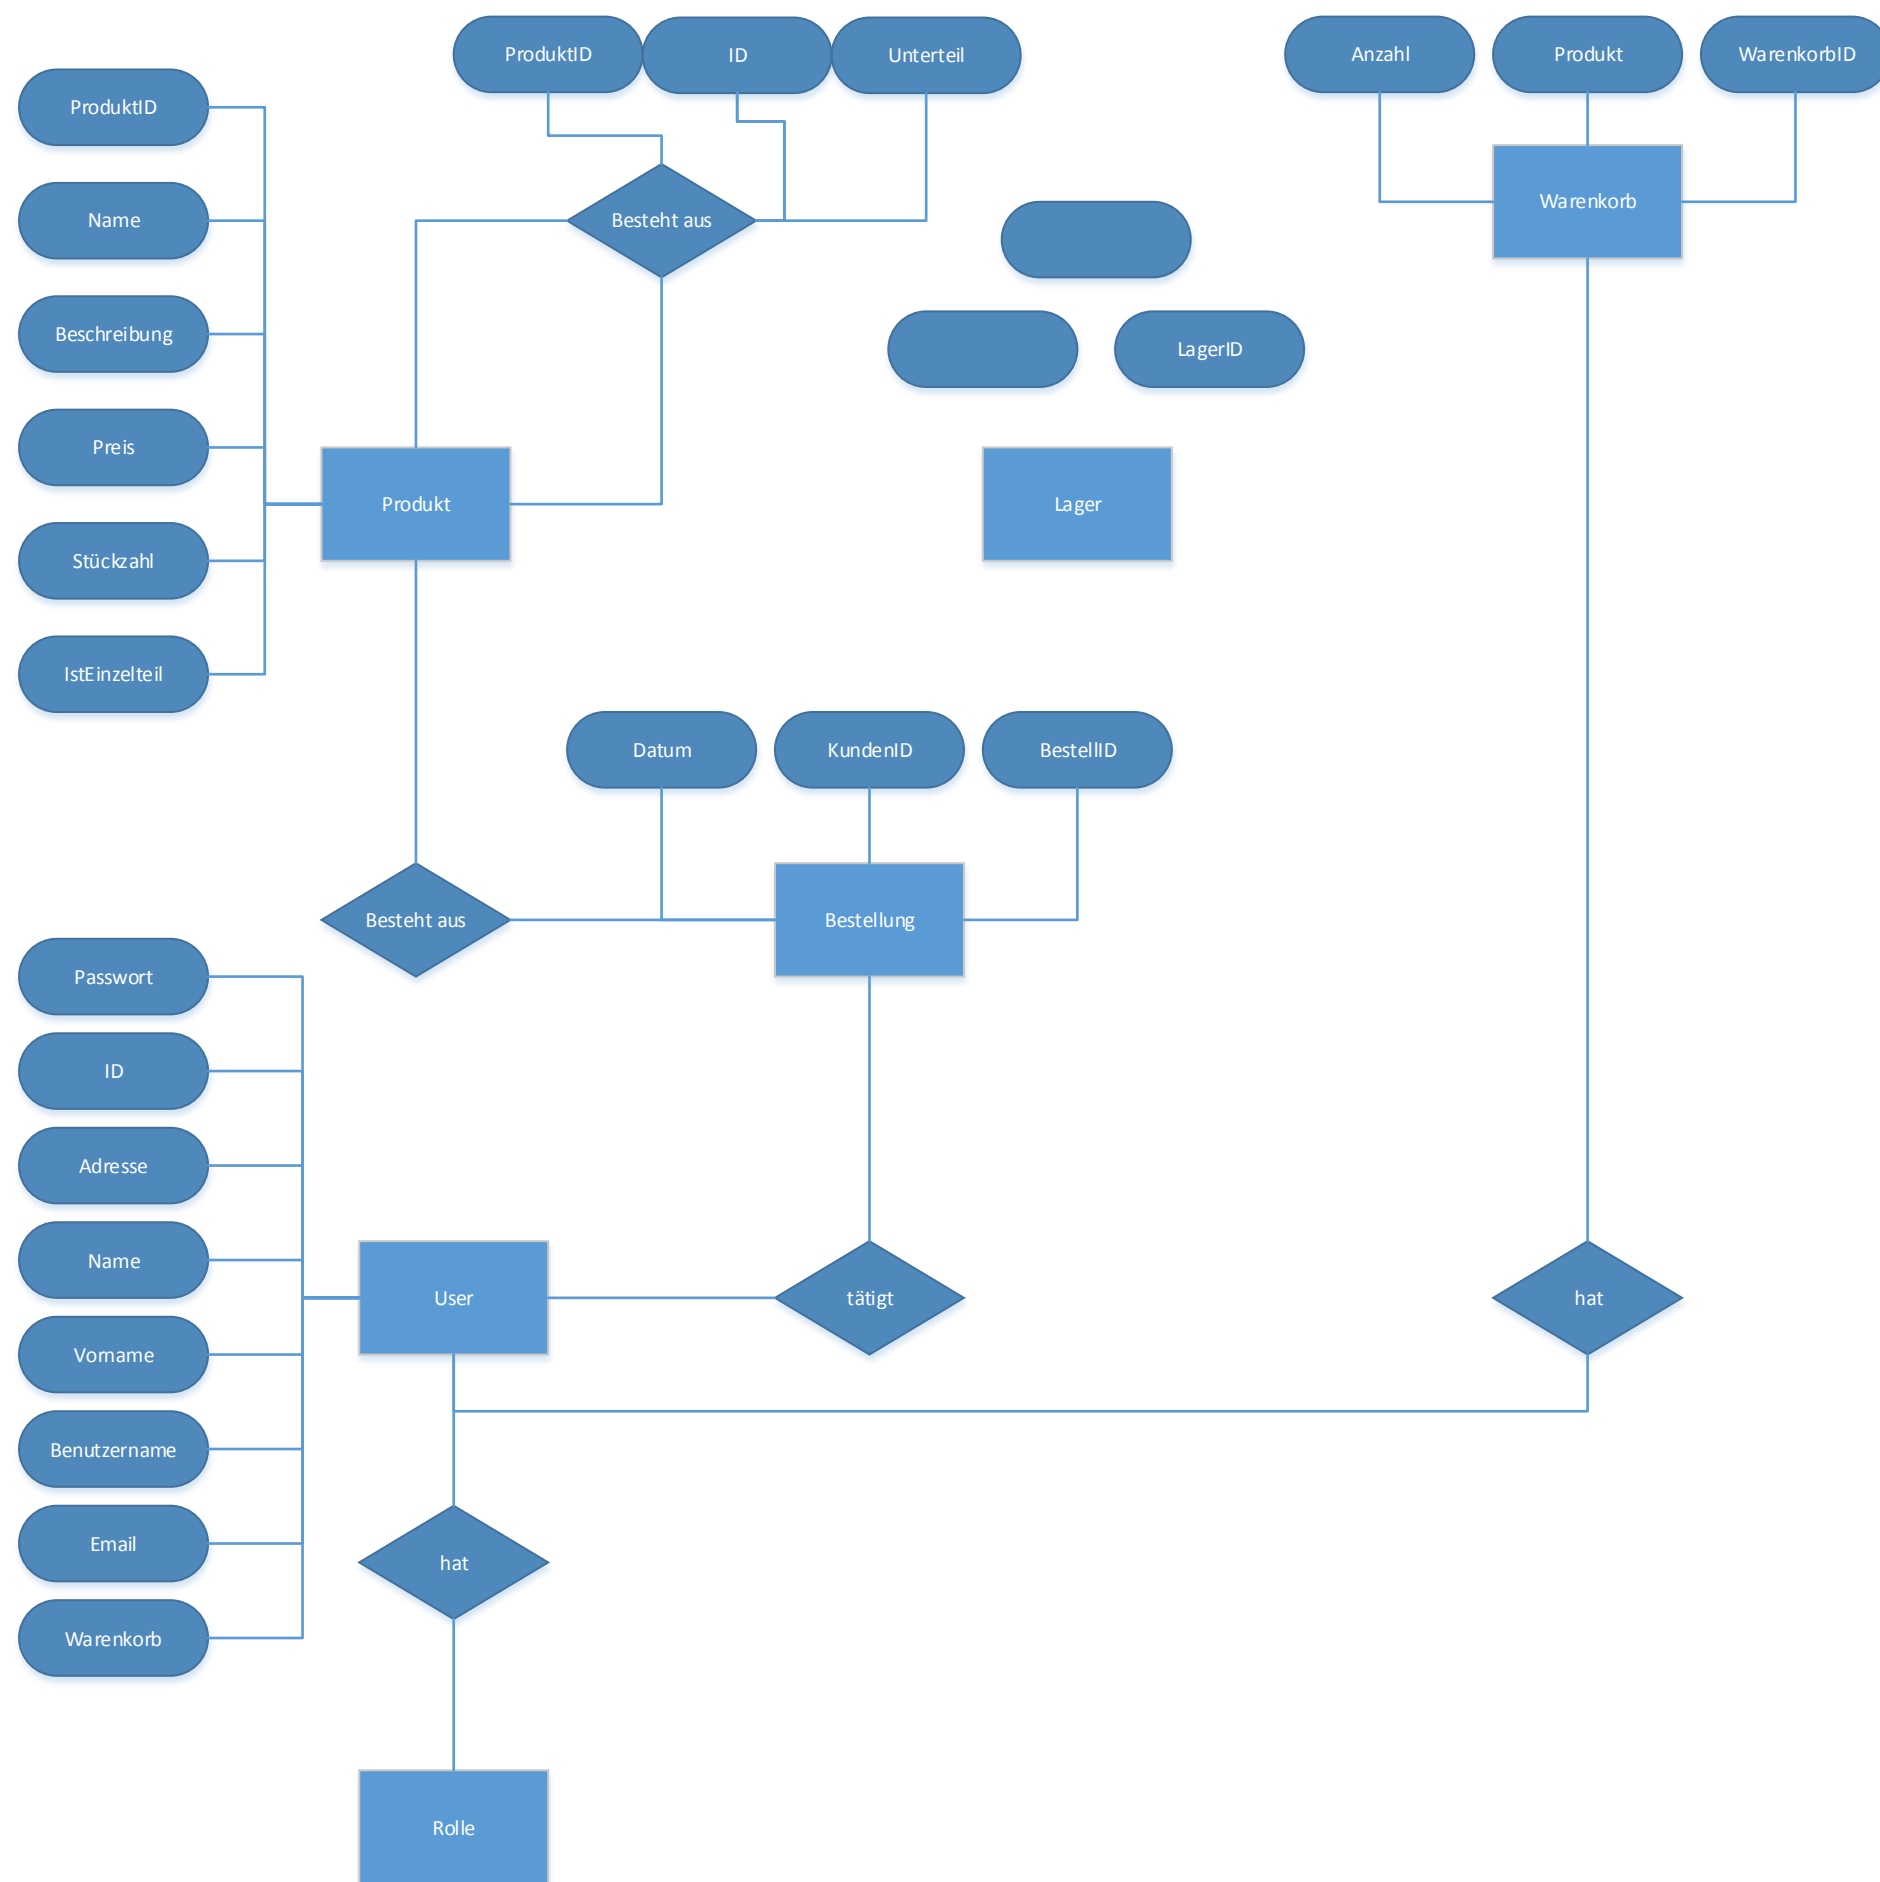 ProduktID
ID
Unterteil
Anzahl
Produkt
WarenkorbID
ProduktID
Name
Besteht aus
Warenkorb
Beschreibung
LagerID
Preis
Produkt
Lager
Stückzahl
IstEinzelteil
Datum
KundenID
BestellID
Besteht aus
Bestellung
Passwort
ID
Adresse
Name
User
tätigt
hat
Vorname
Benutzername
Email
hat
Warenkorb
Rolle